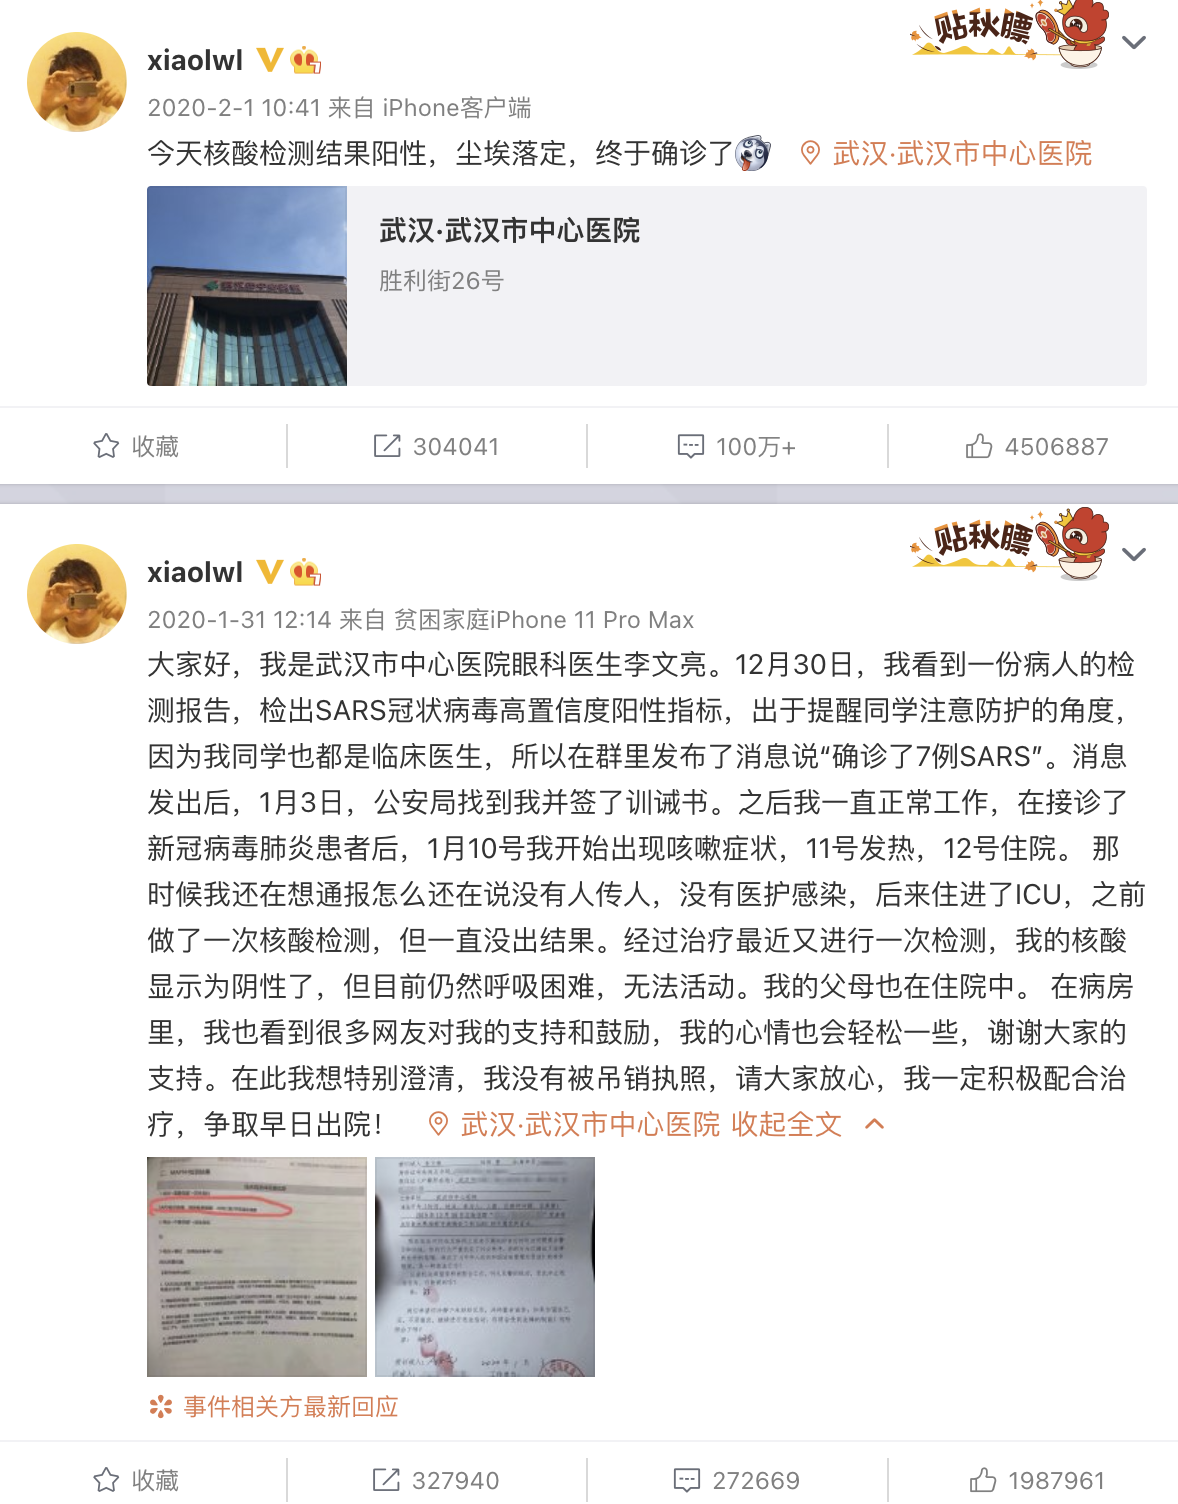 贴秋膘
xiaolwl
2020-2-1 10:41 来自 iPhone客户端
今天核酸检测结果阳性，尘埃落定，终于确诊了 武汉·武汉市中心医院
武汉·武汉市中心医院
胜利街26号
收藏 304041 100万+ 4506887
贴秋膘
xiaolwl
2020-1-31 12:14 来自 贫困家庭iPhone 11 Pro Max
大家好，我是武汉市中心医院眼科医生李文亮。12月30日，我看到一份病人的检
测报告，检出SARS冠状病毒高置信度阳性指标，出于提醒同学注意防护的角度，
因为我同学也都是临床医生，所以在群里发布了消息说“确诊了7例SARS”。消息
发出后，1月3日，公安局找到我并签了训诫书。之后我一直正常工作，在接诊了
新冠病毒肺炎患者后，1月10号我开始出现咳嗽症状，11号发热，12号住院。 那
时候我还在想通报怎么还在说没有人传人，没有医护感染，后来住进了ICU，之前
做了一次核酸检测，但一直没出结果。经过治疗最近又进行一次检测，我的核酸
显示为阴性了，但目前仍然呼吸困难，无法活动。我的父母也在住院中。 在病房
里，我也看到很多网友对我的支持和鼓励，我的心情也会轻松一些，谢谢大家的
支持。在此我想特别澄清，我没有被吊销执照，请大家放心，我一定积极配合治
疗，争取早日出院！ 武汉·武汉市中心医院 收起全文
事件相关方最新回应
收藏 327940 272669 1987961